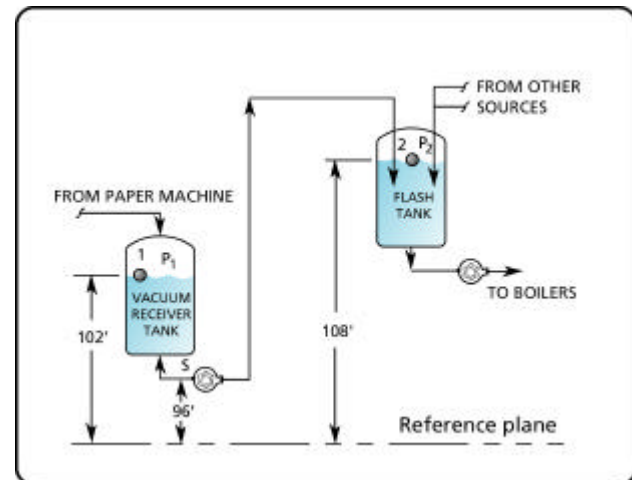 FROM OTHER
SOURCES
2 P2
FLASH
TANK
FROM PAPER MACHINE
1 P1
VACUUM
RECEIVER
TANK
102'
S
96'
108'
TO BOILERS
Reference plane